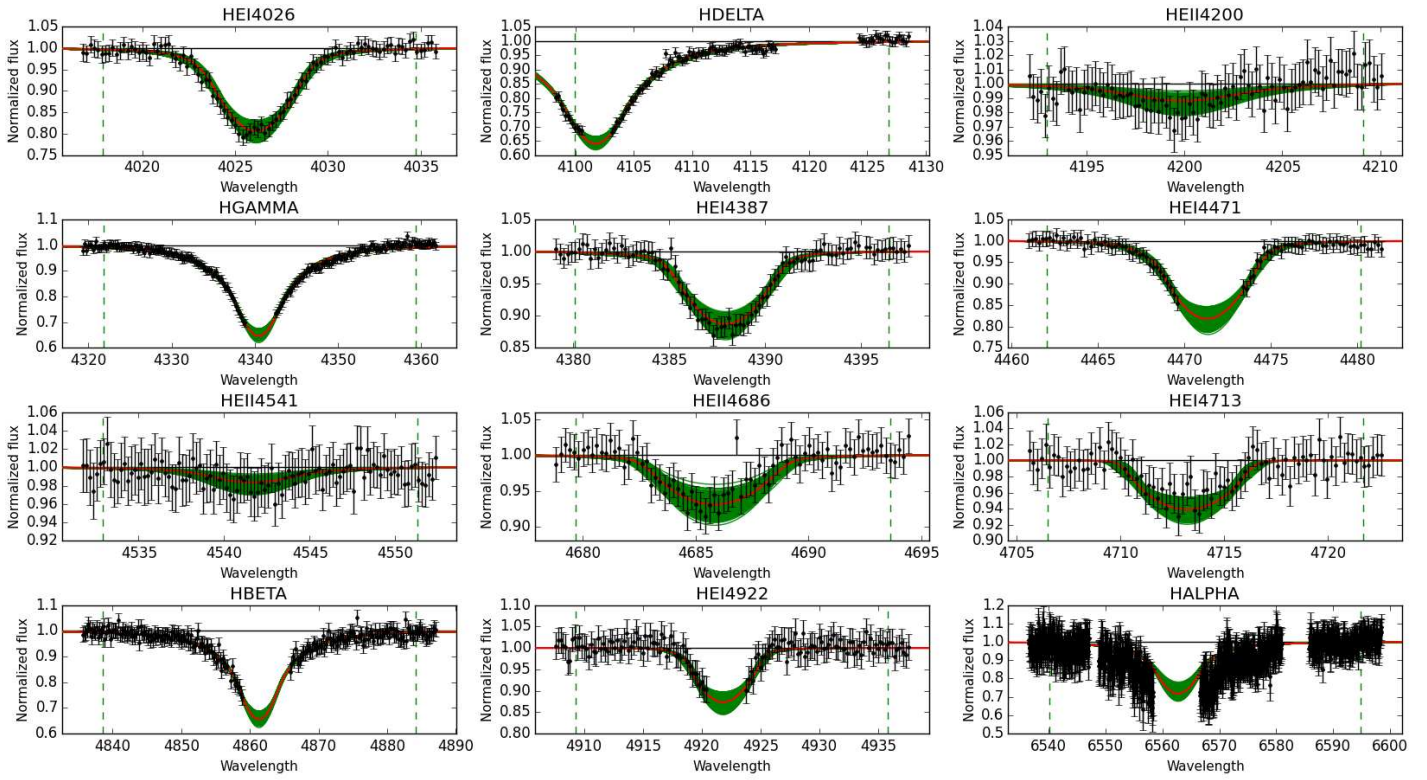 HEI4026
Normalized flux
1.05
1.00
0.95
0.90
0.85
0.80
0.75
4020 4025 4030 4035
Wavelength
HDELTA
Normalized flux
1.05
1.00
0.95
0.90
0.85
0.80
0.75
0.70
0.65
0.60
4100 4105 4110 4115 4120 4125 4130
Wavelength
HEII4200
Normalized flux
1.04
1.03
1.02
1.01
1.00
0.99
0.98
0.97
0.96
0.95
4195 4200 4205 4210
Wavelength
HGAMMA
Normalized flux
1.1
1.0
0.9
0.8
0.7
0.6
4320 4330 4340 4350 4360
Wavelength
HEI4387
Normalized flux
1.05
1.00
0.95
0.90
0.85
4380 4385 4390 4395
Wavelength
HEI4471
Normalized flux
1.05
1.00
0.95
0.90
0.85
0.80
0.75
4460 4465 4470 4475 4480
Wavelength
HEII4541
Normalized flux
1.06
1.04
1.02
1.00
0.98
0.96
0.94
0.92
4535 4540 4545 4550
Wavelength
HEII4686
Normalized flux
1.05
1.00
0.95
0.90
4680 4685 4690 4695
Wavelength
HEI4713
Normalized flux
1.06
1.04
1.02
1.00
0.98
0.96
0.94
0.92
0.90
4705 4710 4715 4720
Wavelength
HBETA
Normalized flux
1.1
1.0
0.9
0.8
0.7
0.6
4840 4850 4860 4870 4880 4890
Wavelength
HEI4922
Normalized flux
1.10
1.05
1.00
0.95
0.90
0.85
0.80
4910 4915 4920 4925 4930 4935
Wavelength
HALPHA
Normalized flux
1.2
1.1
1.0
0.9
0.8
0.7
0.6
0.5
6540 6550 6560 6570 6580 6590 6600
Wavelength